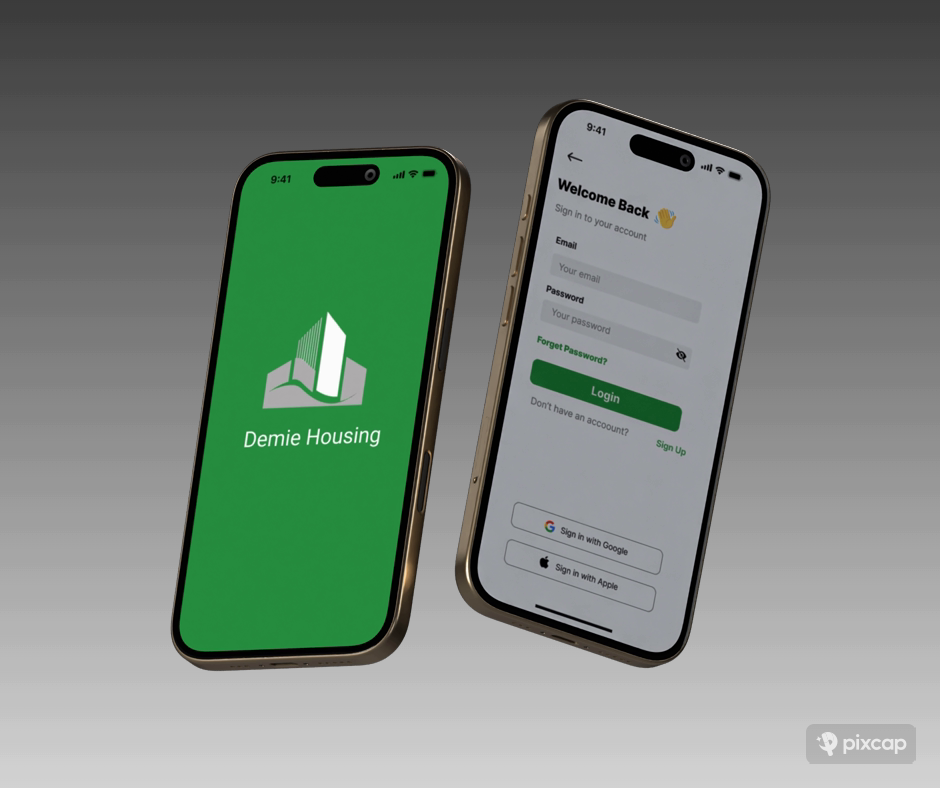 9:41
Demie Housing
9:41
Welcome Back 👋
Sign in to your account
Email
Your email
Password
Your password
Forget Password?
Login
Don't have an accoount?
Sign Up
Sign in with Google
Sign in with Apple
pixcap